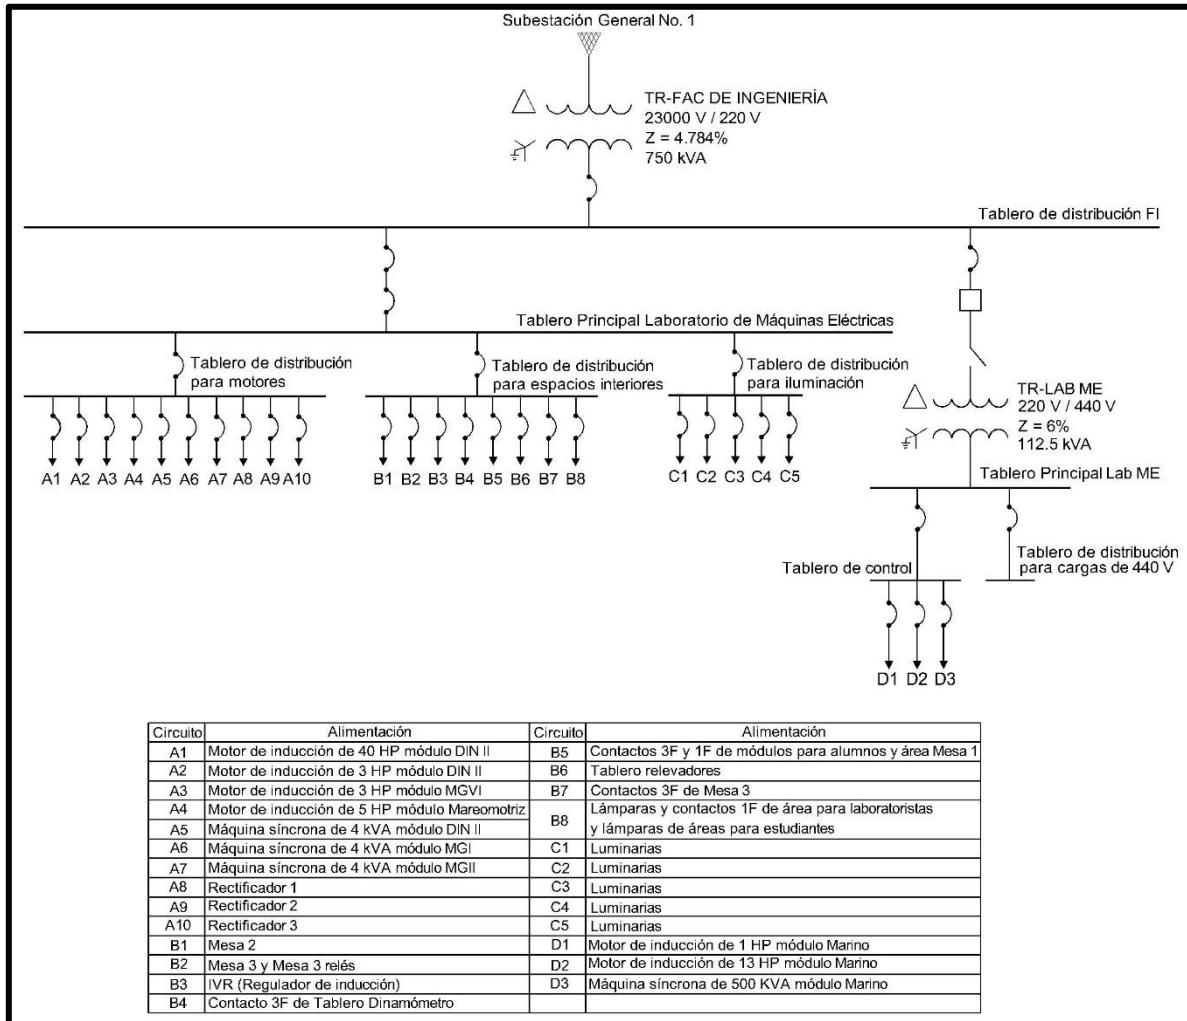 Subestación General No. 1
TR-FAC DE INGENIERÍA
23000 V / 220 V
Z = 4.784%
750 kVA
Tablero de distribución FI
Tablero Principal Laboratorio de Máquinas Eléctricas
Tablero de distribución
para motores
Tablero de distribución
para espacios interiores
Tablero de distribución
para iluminación
TR-LAB ME
220 V / 440 V
Z = 6%
112.5 kVA
A1 A2 A3 A4 A5 A6 A7 A8 A9 A10
B1 B2 B3 B4 B5 B6 B7 B8
C1 C2 C3 C4 C5
Tablero Principal Lab ME
Tablero de control
Tablero de distribución
para cargas de 440 V
D1 D2 D3
Circuito Alimentación Circuito Alimentación
A1 Motor de inducción de 40 HP módulo DIN II B5 Contactos 3F y 1F de módulos para alumnos y área Mesa 1
A2 Motor de inducción de 3 HP módulo DIN II B6 Tablero relevadores
A3 Motor de inducción de 3 HP módulo MGVI B7 Contactos 3F de Mesa 3
A4 Motor de inducción de 5 HP módulo Mareomotriz B8 Lámparas y contactos 1F de área para laboratoristas
A5 Máquina síncrona de 4 kVA módulo DIN II y lámparas de áreas para estudiantes
A6 Máquina síncrona de 4 kVA módulo MGI C1 Luminarias
A7 Máquina síncrona de 4 kVA módulo MGII C2 Luminarias
A8 Rectificador 1 C3 Luminarias
A9 Rectificador 2 C4 Luminarias
A10 Rectificador 3 C5 Luminarias
B1 Mesa 2 D1 Motor de inducción de 1 HP módulo Marino
B2 Mesa 3 y Mesa 3 relés D2 Motor de inducción de 13 HP módulo Marino
B3 IVR (Regulador de inducción) D3 Máquina síncrona de 500 KVA módulo Marino
B4 Contacto 3F de Tablero Dinamómetro